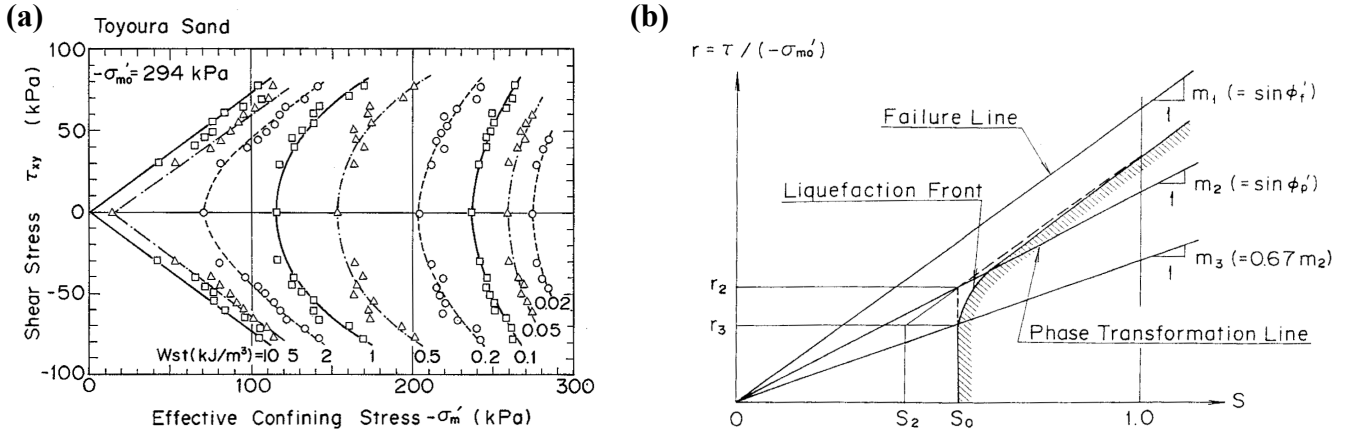 (a)
Toyoura Sand
-σmo′= 294 kPa
Shear Stress τxy (kPa)
100
50
0
-50
-100
0.02
0.05
Wst(kJ/m³)=10 5 2 1 0.5 0.2 0.1
0 100 200 300
Effective Confining Stress -σm′ (kPa)
(b)
r = τ / (-σmo′)
m₁ (= sin φf′)
1
Failure Line
m₂ (= sin φp′)
1
Liquefaction Front
m₃ (= 0.67 m₂)
1
r₂
r₃
Phase Transformation Line
0 S₂ S₀ 1.0 S